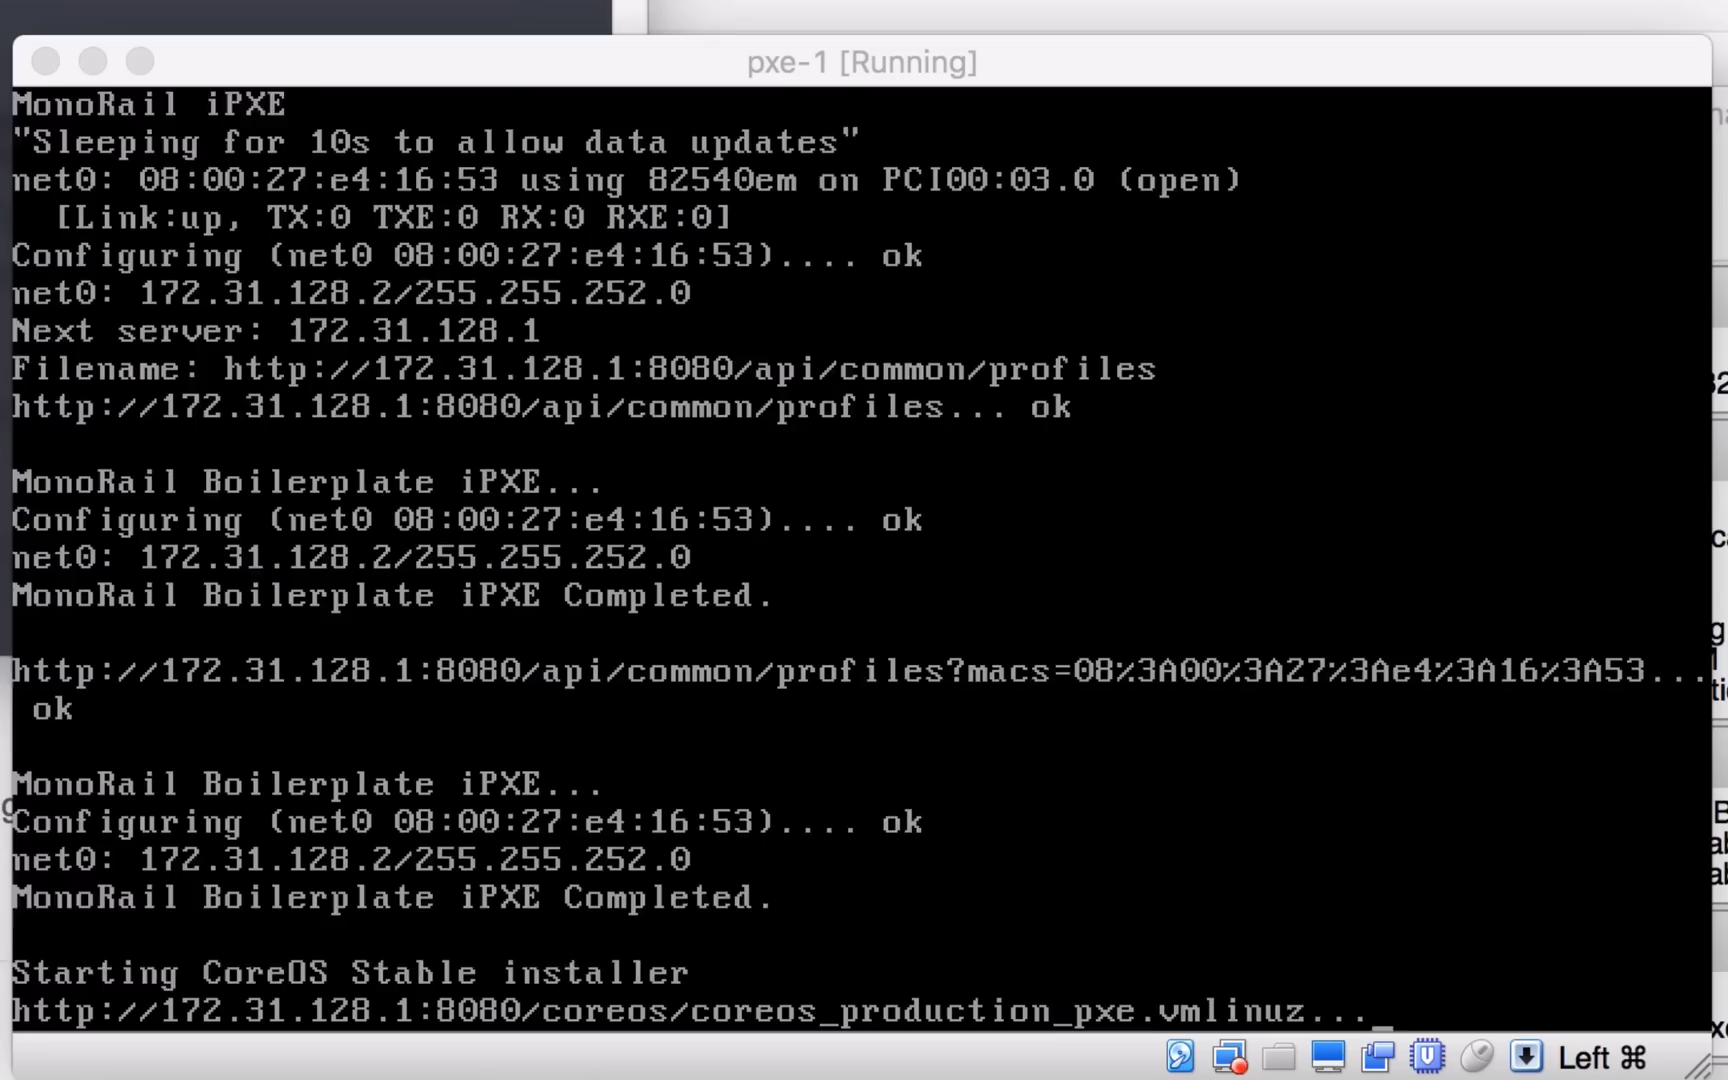 pxe-1 [Running]
MonoRail iPXE
"Sleeping for 10s to allow data updates"
net0: 08:00:27:e4:16:53 using 82540em on PCI00:03.0 (open)
[Link:up, TX:0 TXE:0 RX:0 RXE:0]
Configuring (net0 08:00:27:e4:16:53).... ok
net0: 172.31.128.2/255.255.252.0
Next server: 172.31.128.1
Filename: http://172.31.128.1:8080/api/common/profiles
http://172.31.128.1:8080/api/common/profiles... ok
MonoRail Boilerplate iPXE...
Configuring (net0 08:00:27:e4:16:53).... ok
net0: 172.31.128.2/255.255.252.0
MonoRail Boilerplate iPXE Completed.
http://172.31.128.1:8080/api/common/profiles?macs=08%3A00%3A27%3Ae4%3A16%3A53...
ok
MonoRail Boilerplate iPXE...
Configuring (net0 08:00:27:e4:16:53).... ok
net0: 172.31.128.2/255.255.252.0
MonoRail Boilerplate iPXE Completed.
Starting CoreOS Stable installer
http://172.31.128.1:8080/coreos/coreos_production_pxe.vmlinuz..._
Left ⌘